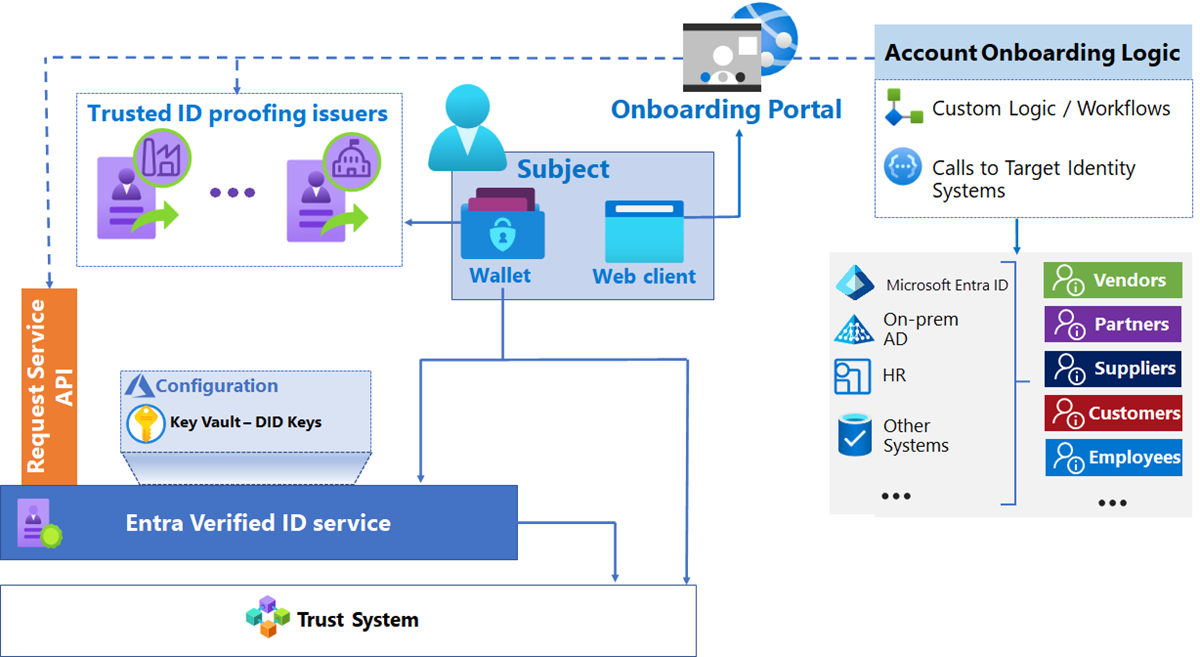 Account Onboarding Logic
Custom Logic / Workflows
Calls to Target Identity
Systems
Onboarding Portal
Trusted ID proofing issuers
Subject
Wallet
Web client
Request Service
API
Configuration
Key Vault – DID Keys
Entra Verified ID service
Trust System
Microsoft Entra ID
On-prem
AD
HR
Other
Systems
Vendors
Partners
Suppliers
Customers
Employees